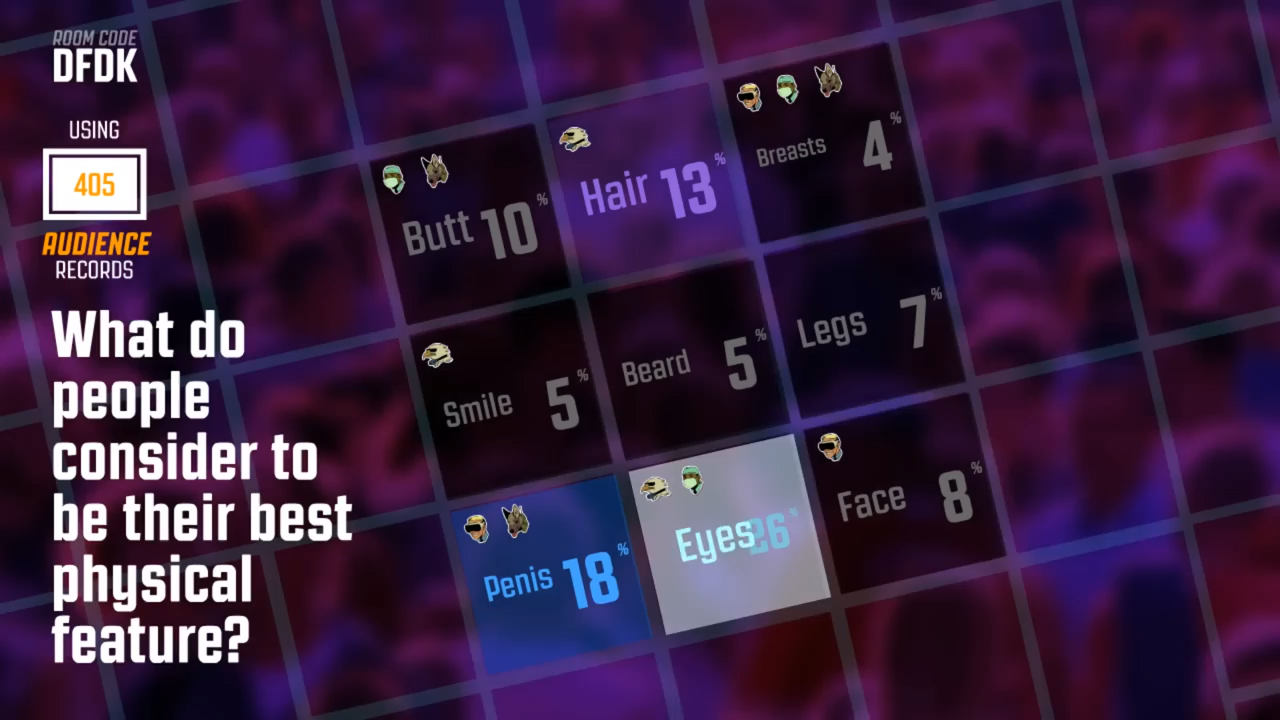 ROOM CODE
DFDK
USING
405
AUDIENCE
RECORDS
What do
people
consider to
be their best
physical
feature?
Butt 10%
Hair 13%
Breasts 4%
Smile 5%
Beard 5%
Legs 7%
Penis 18%
Eyes 26%
Face 8%